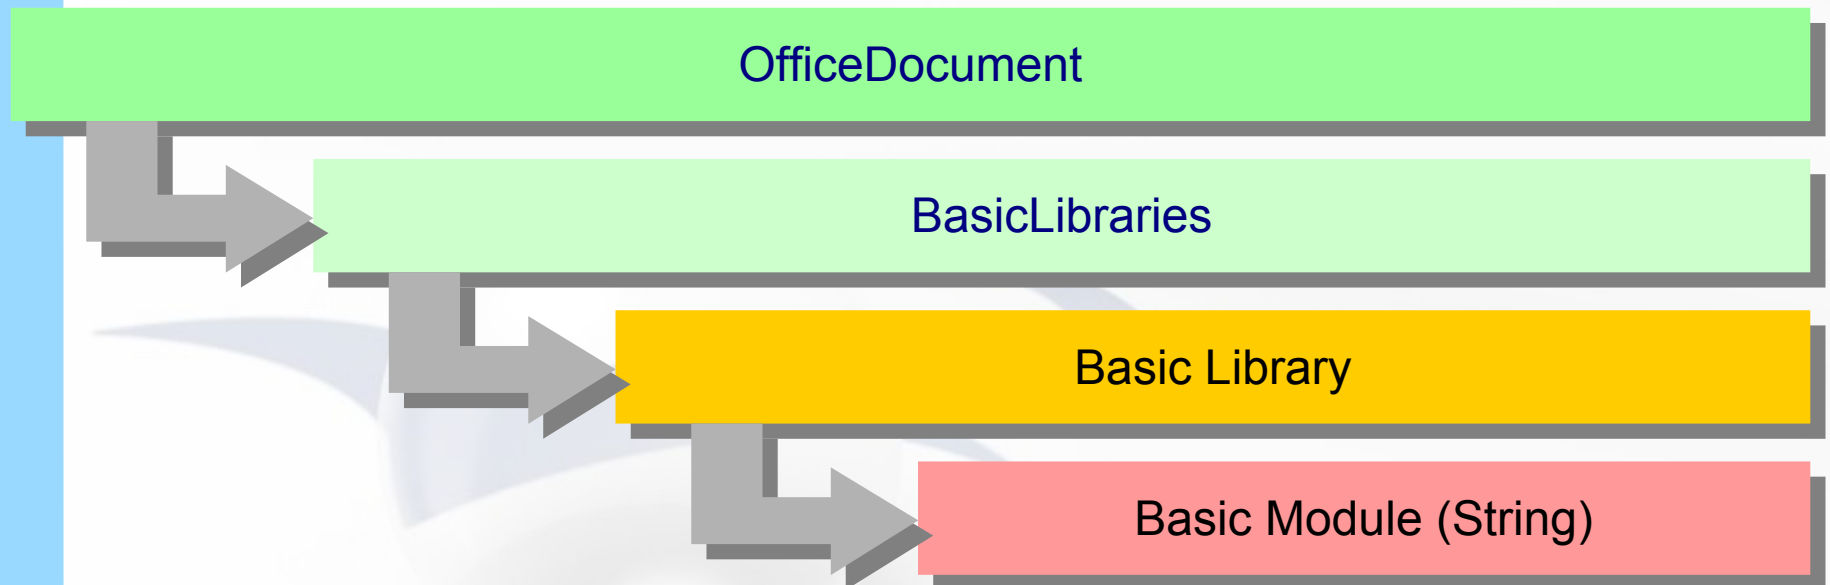 OfficeDocument
BasicLibraries
Basic Library
Basic Module (String)